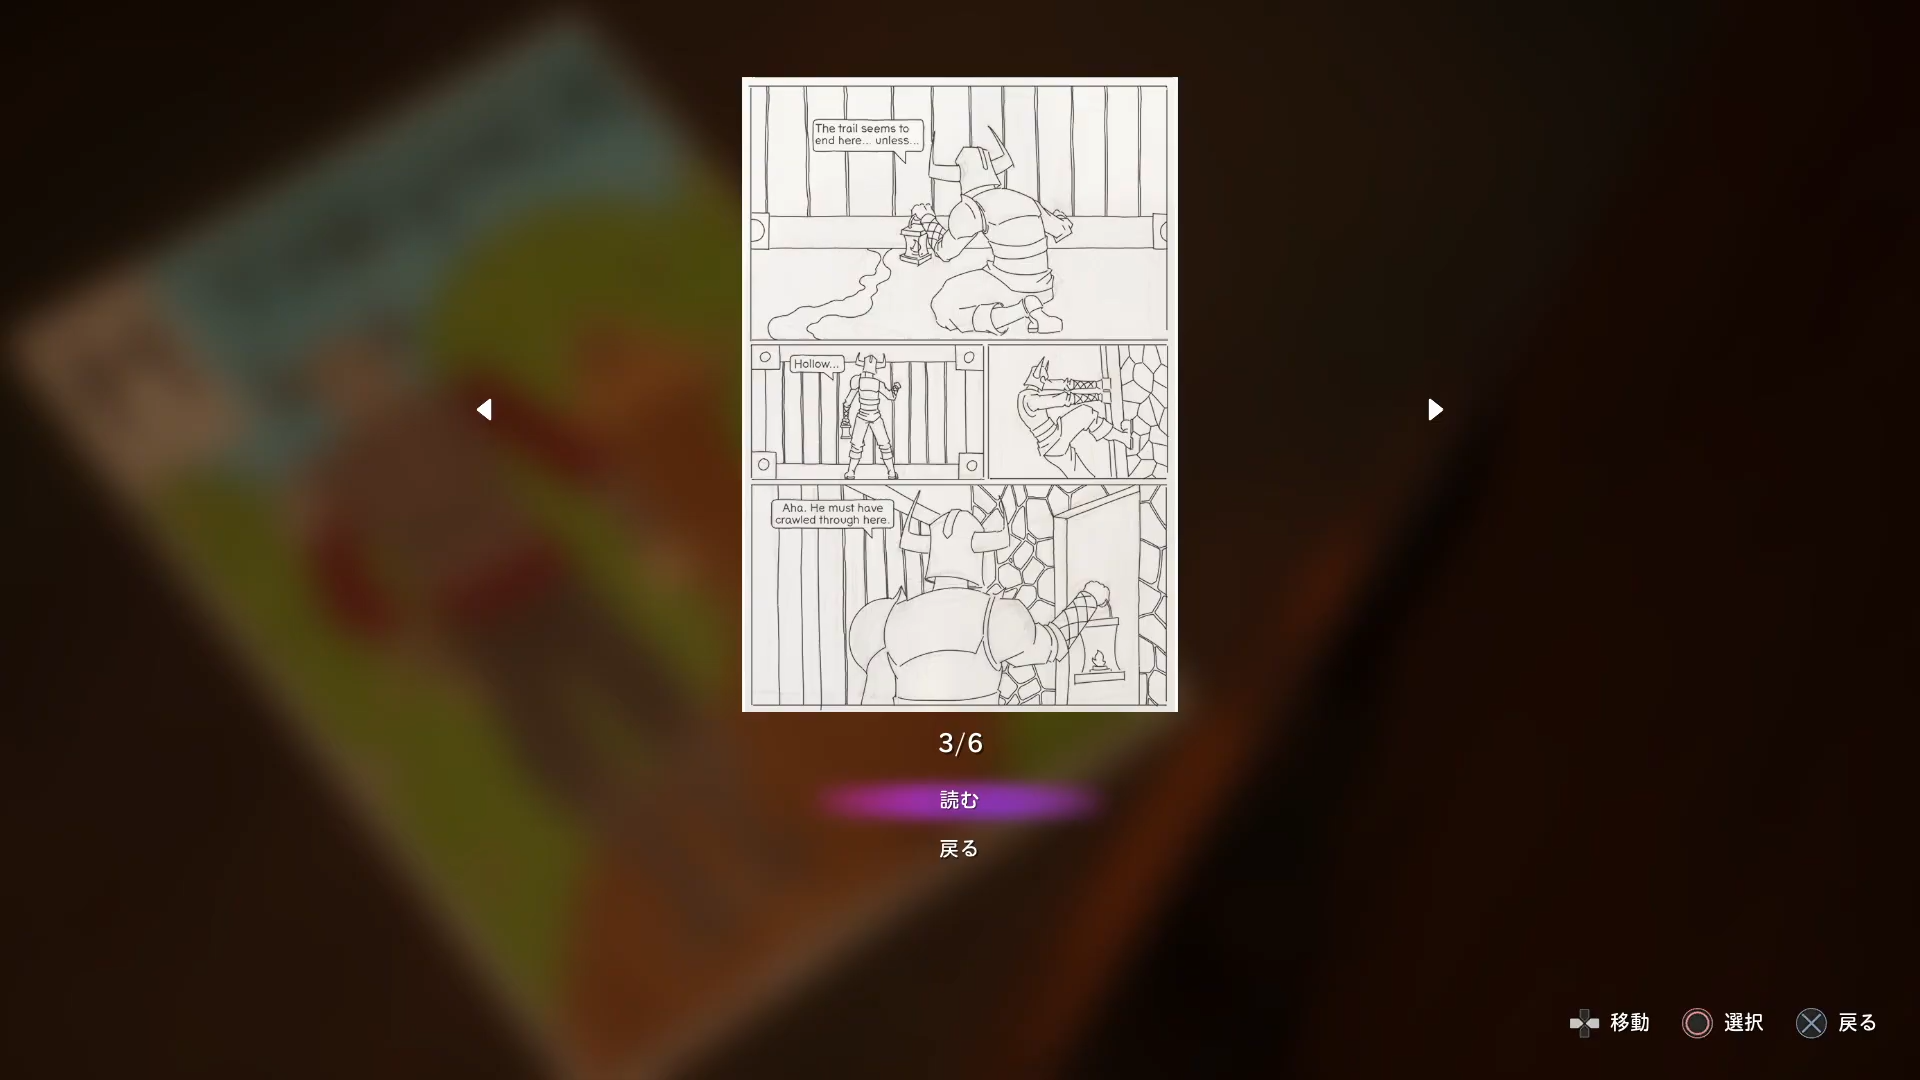 The trail seems to
end here... unless...
Hollow...
Aha. He must have
crawled through here.
3/6
読む
戻る
移動 選択 戻る